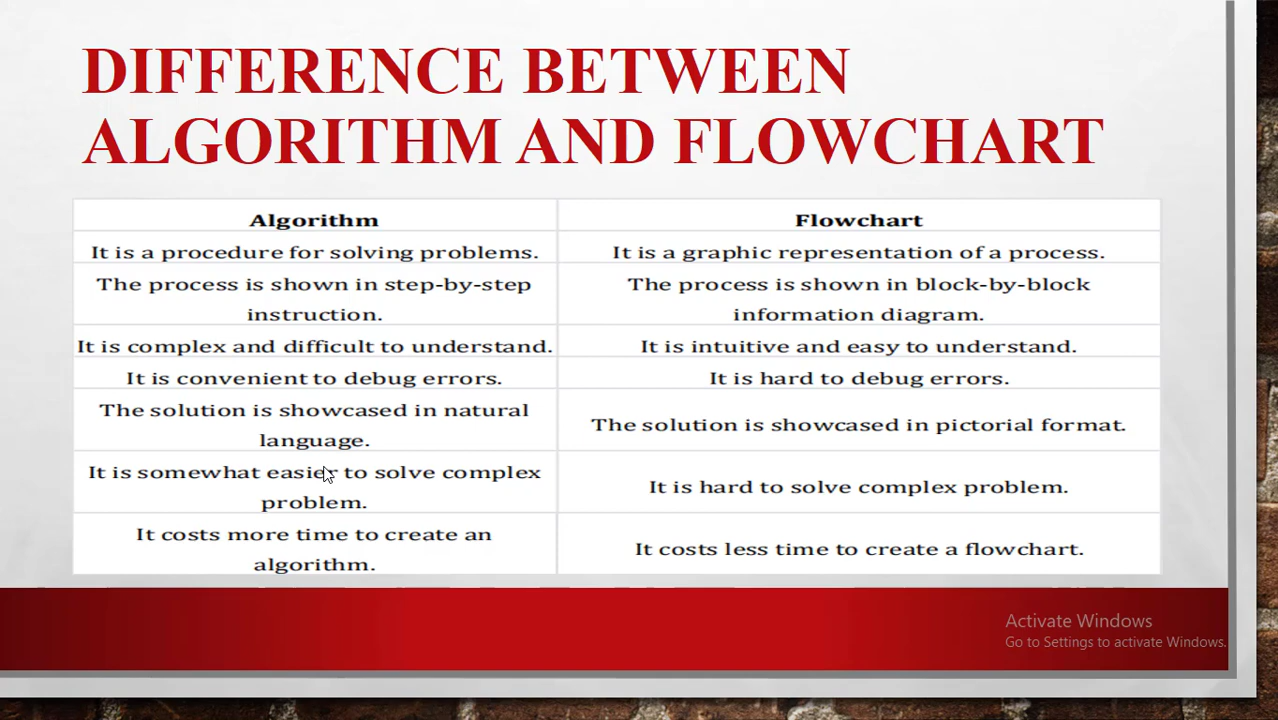 DIFFERENCE BETWEEN
ALGORITHM AND FLOWCHART
Algorithm
Flowchart
It is a procedure for solving problems.
It is a graphic representation of a process.
The process is shown in step-by-step
instruction.
The process is shown in block-by-block
information diagram.
It is complex and difficult to understand.
It is intuitive and easy to understand.
It is convenient to debug errors.
It is hard to debug errors.
The solution is showcased in natural
language.
The solution is showcased in pictorial format.
It is somewhat easier to solve complex
problem.
It is hard to solve complex problem.
It costs more time to create an
algorithm.
It costs less time to create a flowchart.
Activate Windows
Go to Settings to activate Windows.